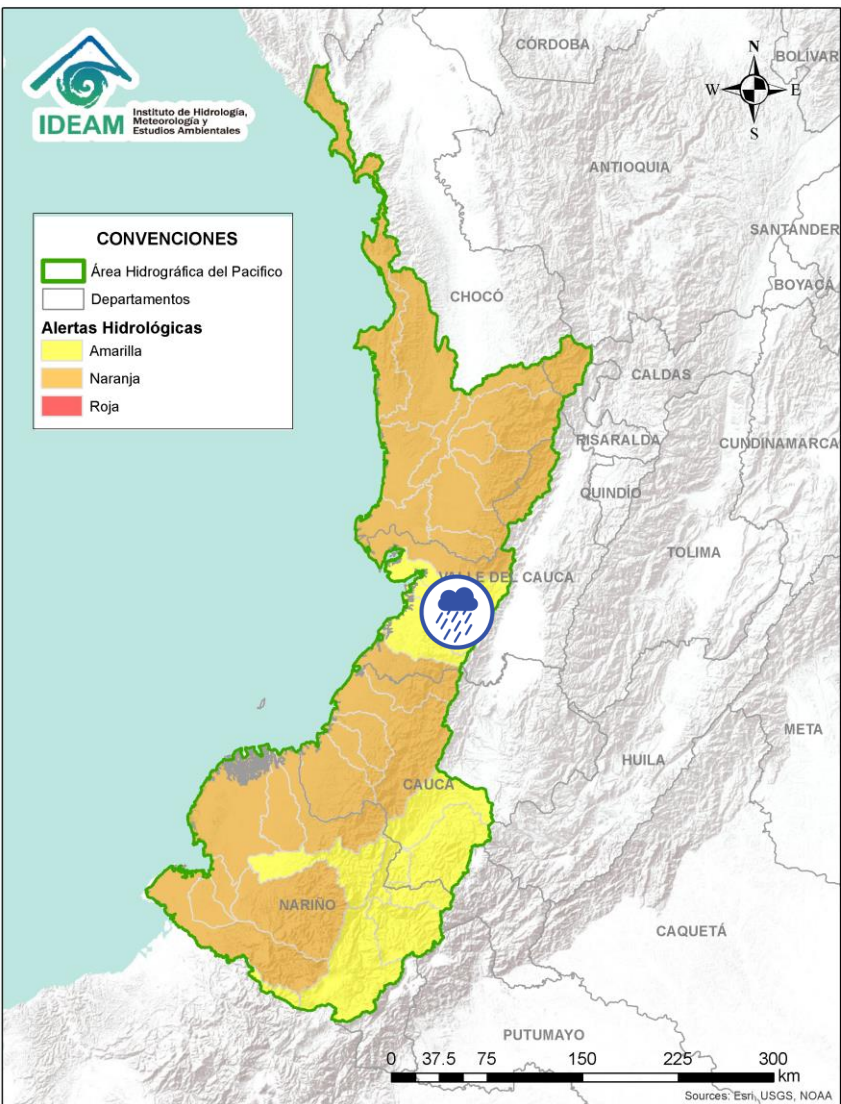 IDEAM
Instituto de Hidrología,
Meteorología y
Estudios Ambientales
N
W
E
S
CONVENCIONES
Área Hidrográfica del Pacifico
Departamentos
Alertas Hidrológicas
Amarilla
Naranja
Roja
CÓRDOBA
BOLÍVAR
ANTIOQUIA
SANTANDER
BOYACÁ
CHOCÓ
CALDAS
RISARALDA
CUNDINAMARCA
QUINDÍO
TOLIMA
VALLE DEL CAUCA
META
HUILA
CAUCA
NARIÑO
CAQUETÁ
PUTUMAYO
0 37.5 75 150 225 300
km
Sources: Esri, USGS, NOAA